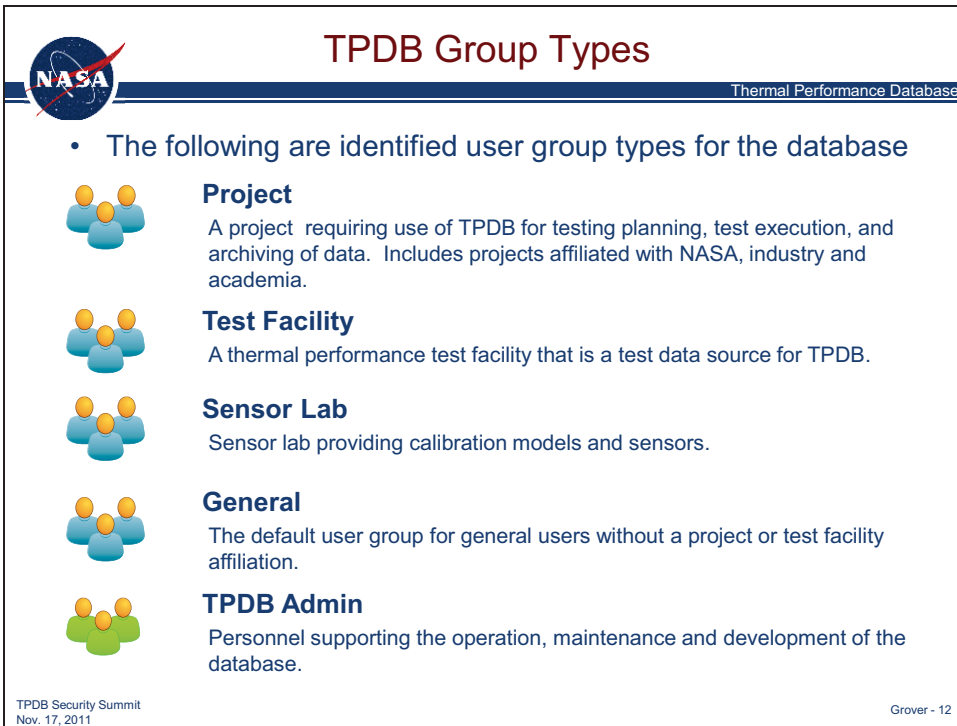 NASA
TPDB Group Types
Thermal Performance Database
• The following are identified user group types for the database
Project
A project requiring use of TPDB for testing planning, test execution, and
archiving of data. Includes projects affiliated with NASA, industry and
academia.
Test Facility
A thermal performance test facility that is a test data source for TPDB.
Sensor Lab
Sensor lab providing calibration models and sensors.
General
The default user group for general users without a project or test facility
affiliation.
TPDB Admin
Personnel supporting the operation, maintenance and development of the
database.
TPDB Security Summit
Nov. 17, 2011
Grover - 12